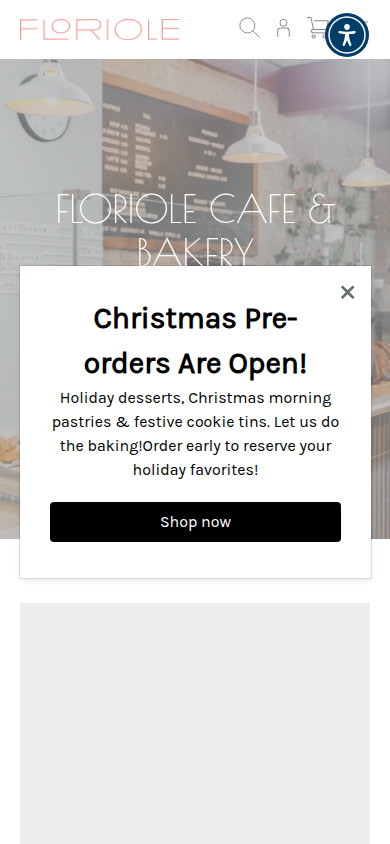 FLORIOLE
FLORIOLE CAFE &
BAKERY
Christmas Pre-
orders Are Open!
Holiday desserts, Christmas morning
pastries & festive cookie tins. Let us do
the baking!Order early to reserve your
holiday favorites!
Shop now